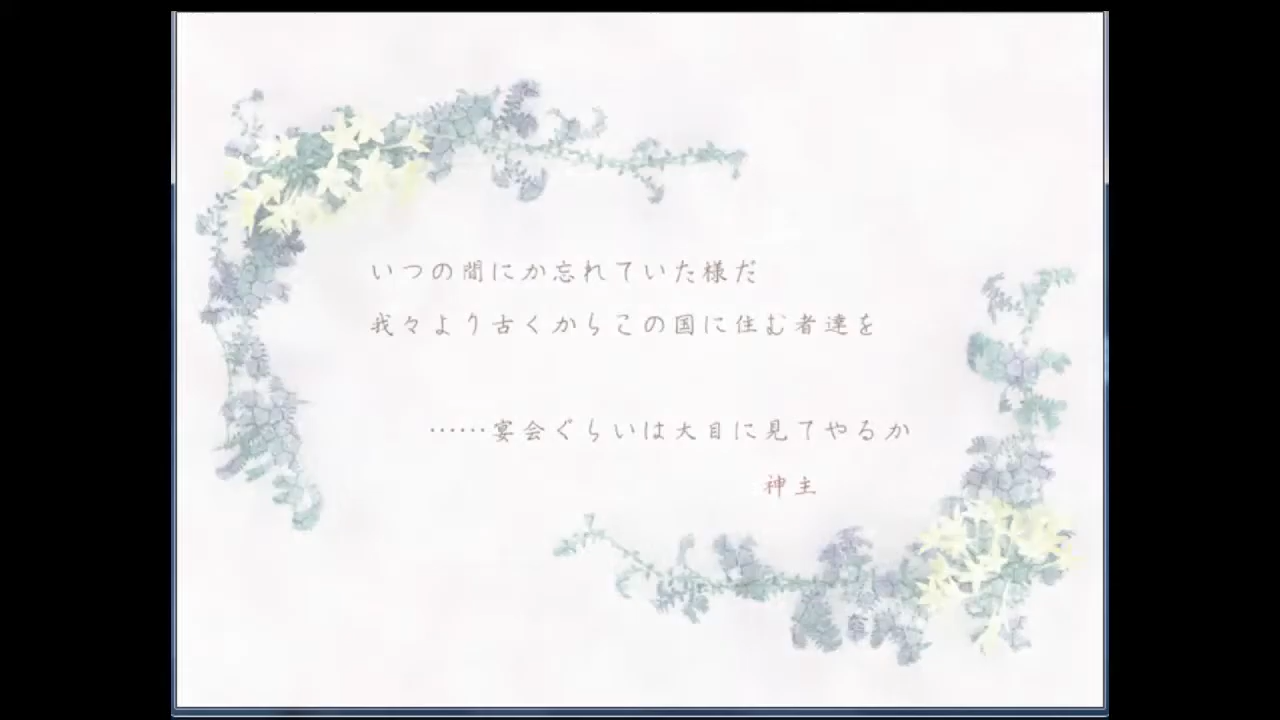 いつの間にか忘れていた様だ
我々より古くからこの国に住む者達を
……宴会ぐらいは大目に見てやるか
神主